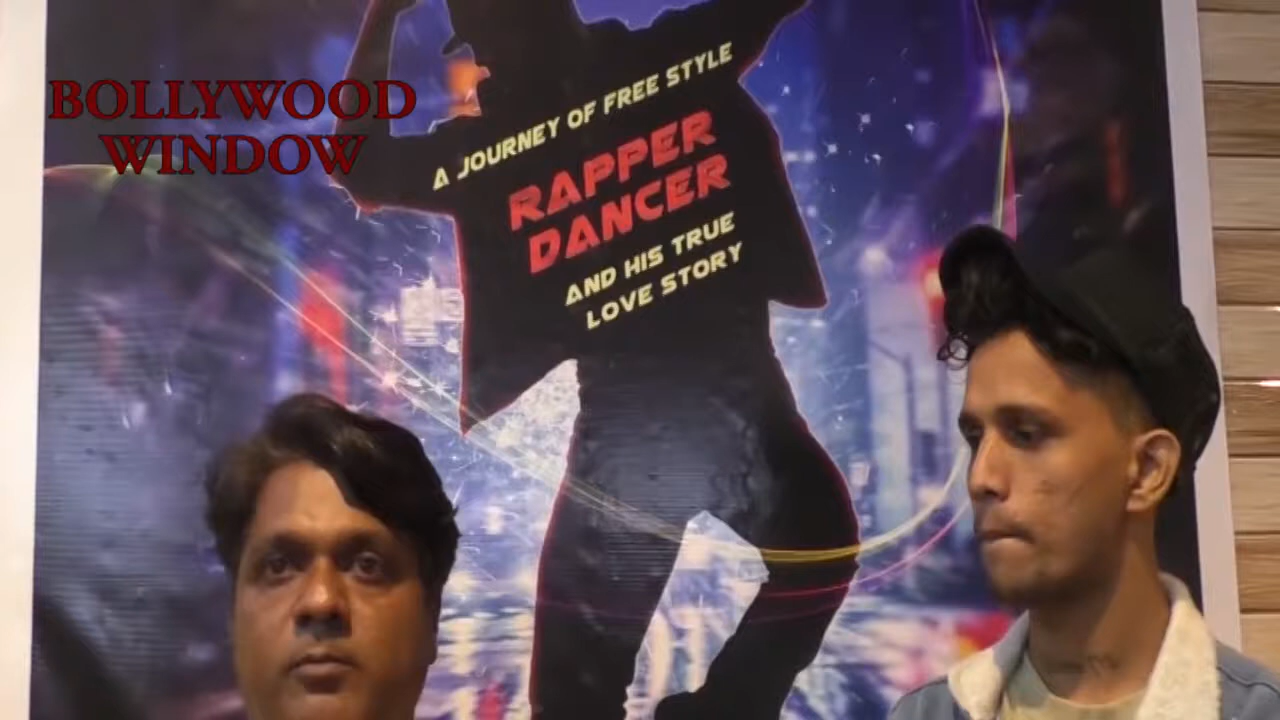 BOLLYWOOD
WINDOW
A JOURNEY OF FREE STYLE
RAPPER
DANCER
AND HIS TRUE
LOVE STORY